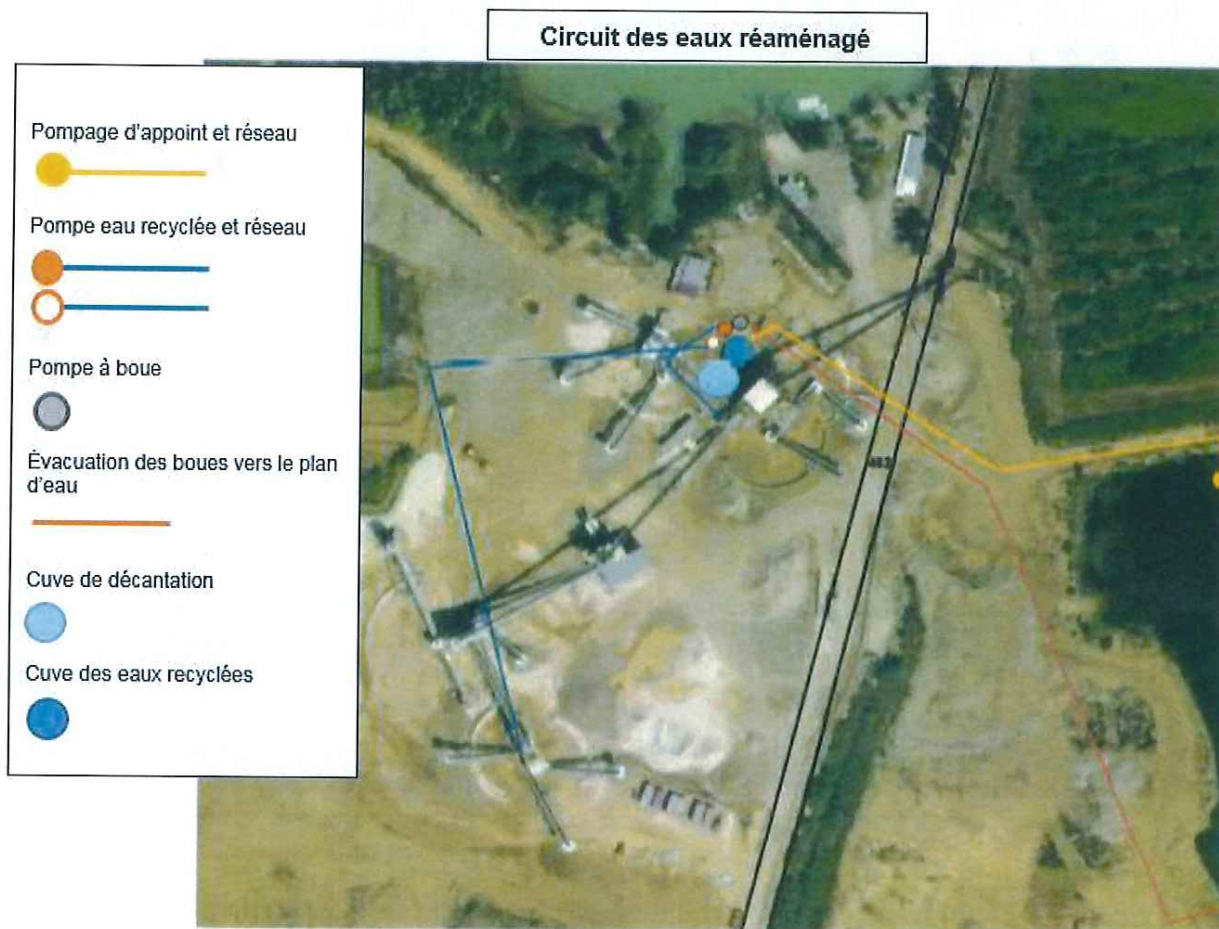 Circuit des eaux réaménagé
Pompage d'appoint et réseau
Pompe eau recyclée et réseau
Pompe à boue
Évacuation des boues vers le plan
d'eau
Cuve de décantation
Cuve des eaux recyclées